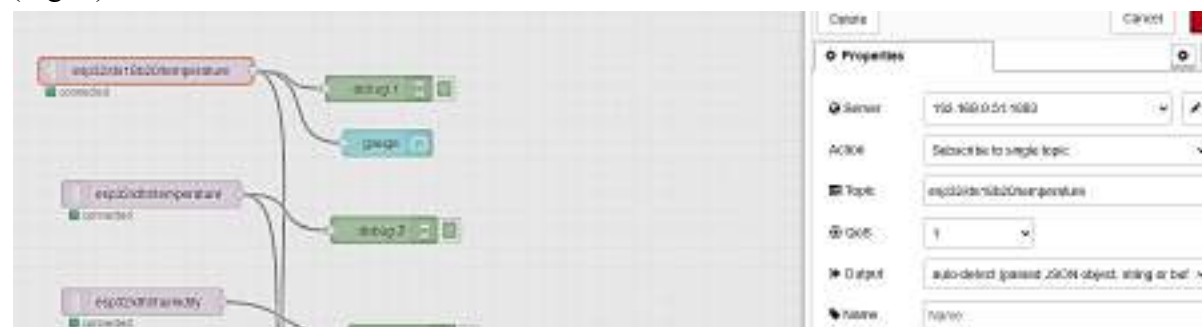 Delete
Cancel
Properties
esp32/ds18b20/temperature
connected
debug 1
gauge
esp32/dht/temperature
connected
debug 2
esp32/dht/humidity
connected
Server
192.168.0.51:1883
Action
Subscribe to single topic
Topic
esp32/ds18b20/temperature
QoS
1
Output
auto-detect (parsed JSON object, string or buf
Name
Name